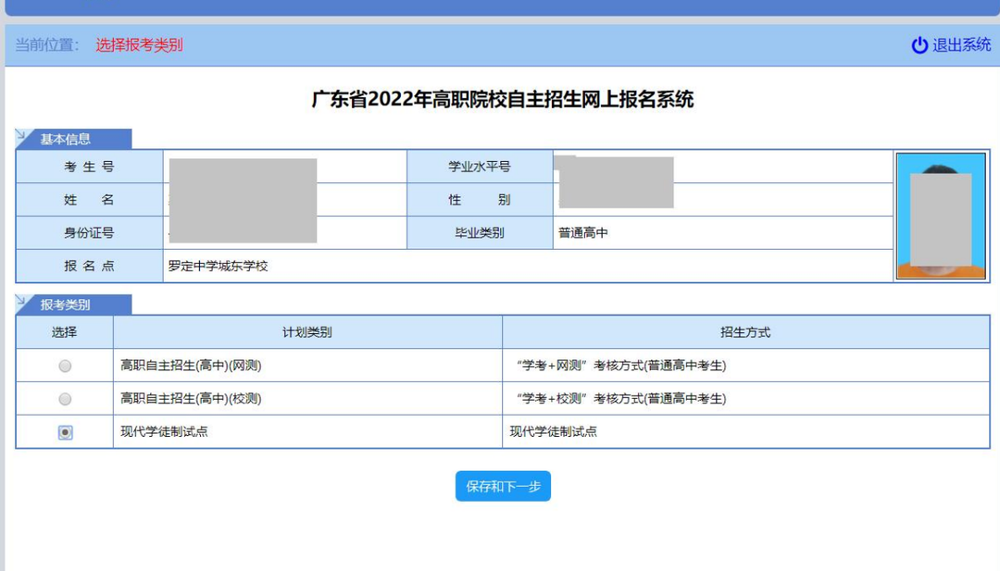 当前位置： 选择报考类别 退出系统
广东省2022年高职院校自主招生网上报名系统
基本信息
考 生 号 学业水平号
姓 名 性 别
身份证号 毕业类别 普通高中
报 名 点 罗定中学城东学校
报考类别
选择 计划类别 招生方式
高职自主招生(高中)(网测) “学考+网测”考核方式(普通高中考生)
高职自主招生(高中)(校测) “学考+校测”考核方式(普通高中考生)
现代学徒制试点 现代学徒制试点
保存和下一步